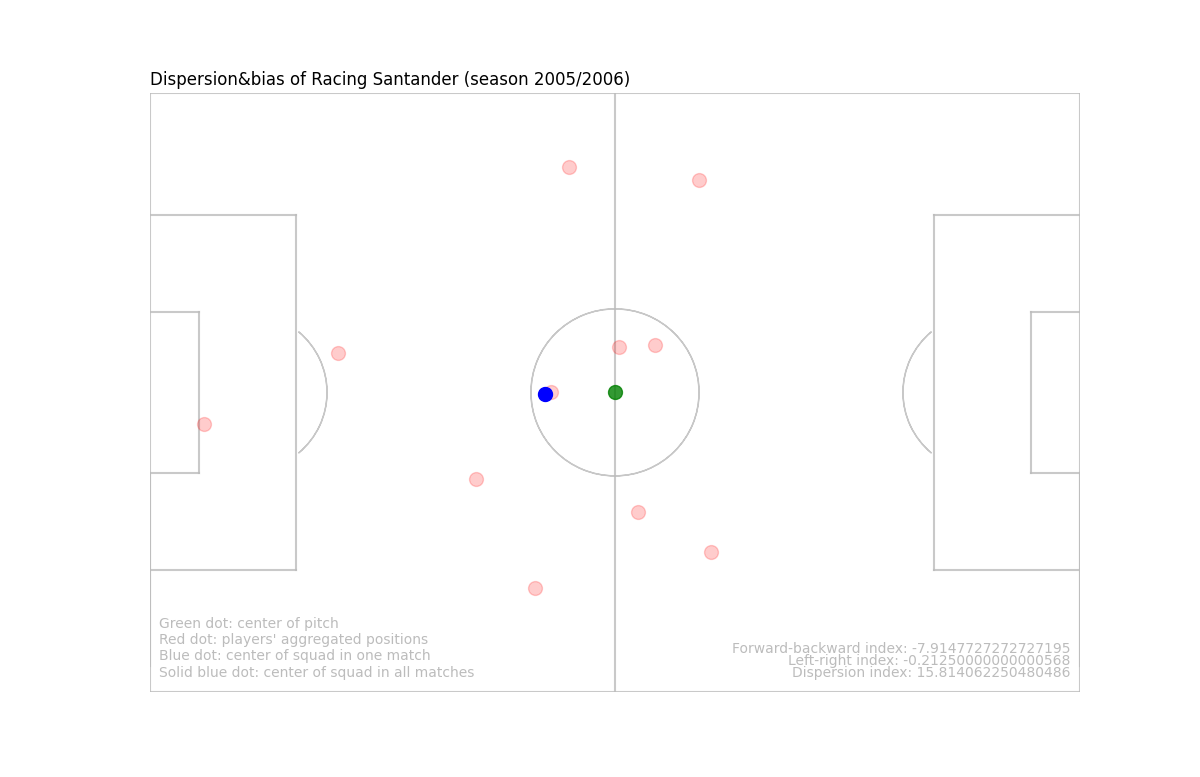 Dispersion&bias of Racing Santander (season 2005/2006)
Green dot: center of pitch
Red dot: players' aggregated positions
Blue dot: center of squad in one match
Solid blue dot: center of squad in all matches
Forward-backward index: -7.9147727272727195
Left-right index: -0.21250000000000568
Dispersion index: 15.814062250480486